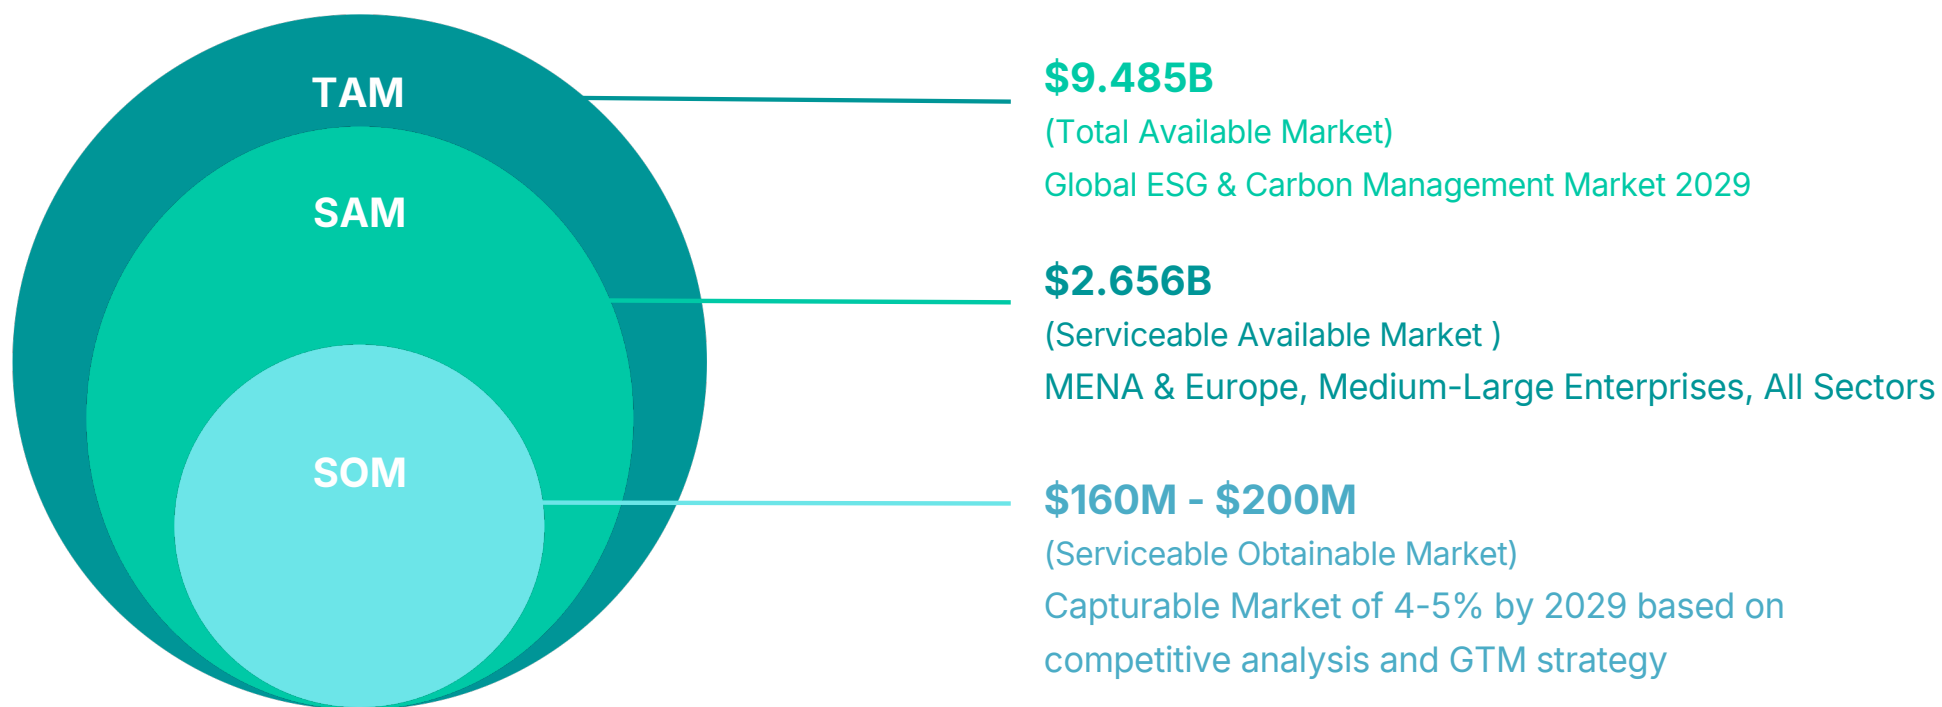 TAM
SAM
SOM
$9.485B
(Total Available Market)
Global ESG & Carbon Management Market 2029
$2.656B
(Serviceable Available Market )
MENA & Europe, Medium-Large Enterprises, All Sectors
$160M - $200M
(Serviceable Obtainable Market)
Capturable Market of 4-5% by 2029 based on
competitive analysis and GTM strategy